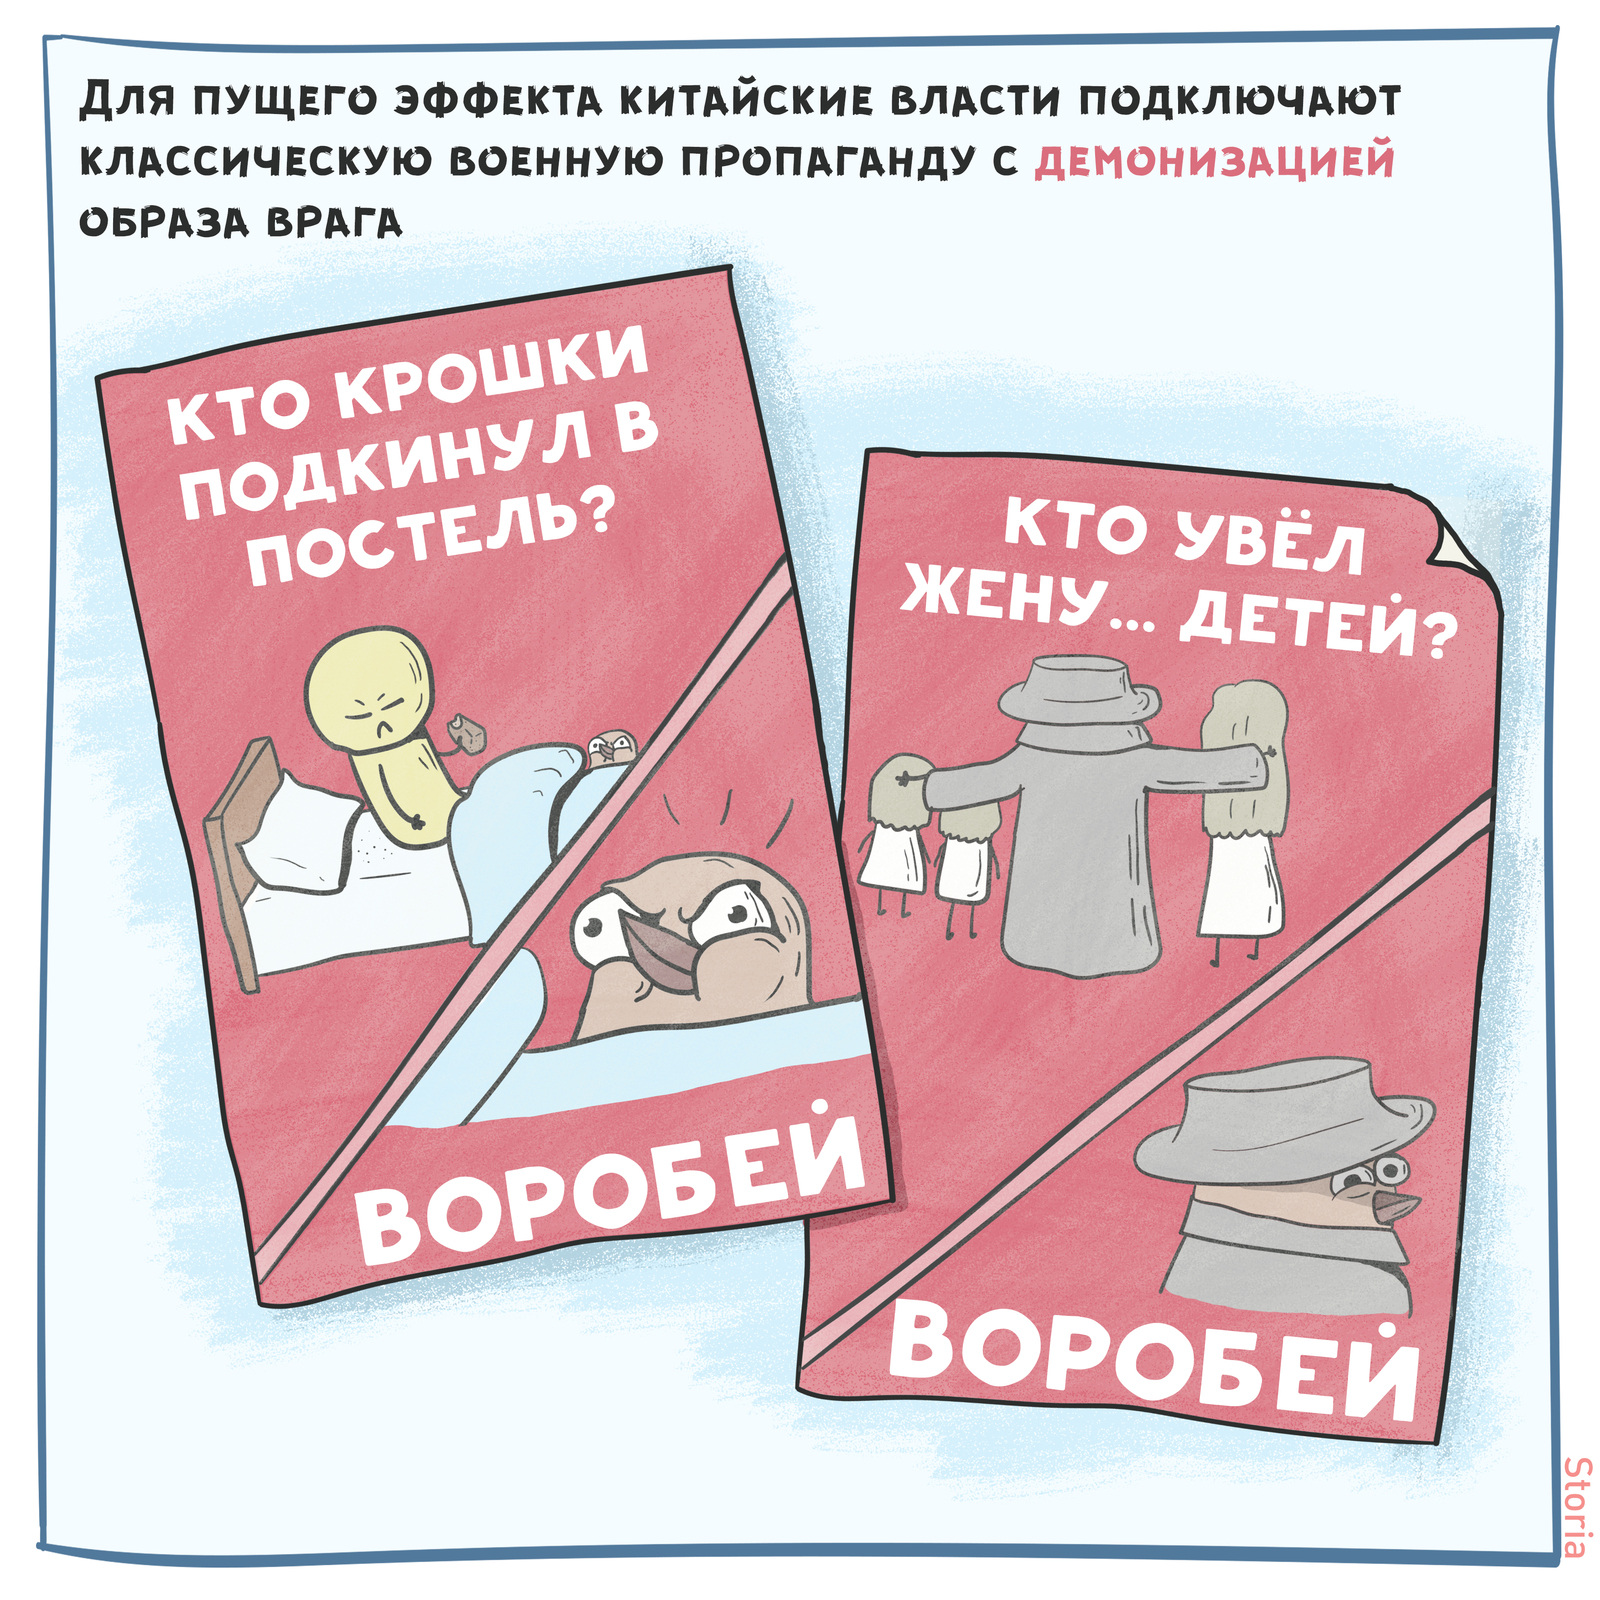 Для пущего эффекта китайские власти подключают
классическую военную пропаганду с демонизацией
образа врага
КТО КРОШКИ
ПОДКИНУЛ В
ПОСТЕЛЬ?
ВОРОБЕЙ
КТО УВЁЛ
ЖЕНУ... ДЕТЕЙ?
ВОРОБЕЙ
Storia